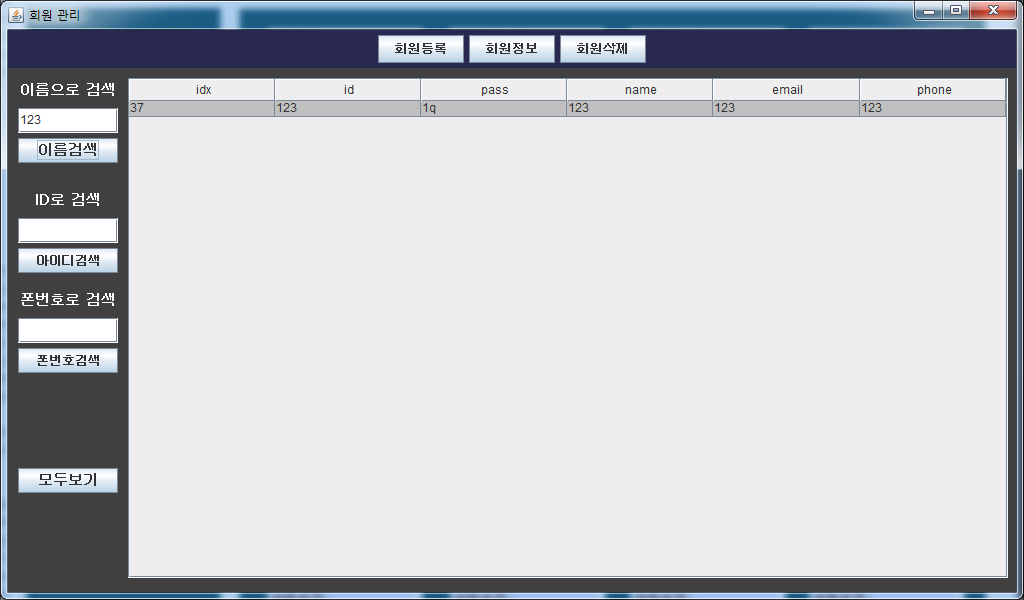 회원 관리
회원등록 회원정보 회원삭제
이름으로 검색
123
이름검색
ID로 검색
아이디검색
폰번호로 검색
폰번호검색
모두보기
idx id pass name email phone
37 123 1q 123 123 123